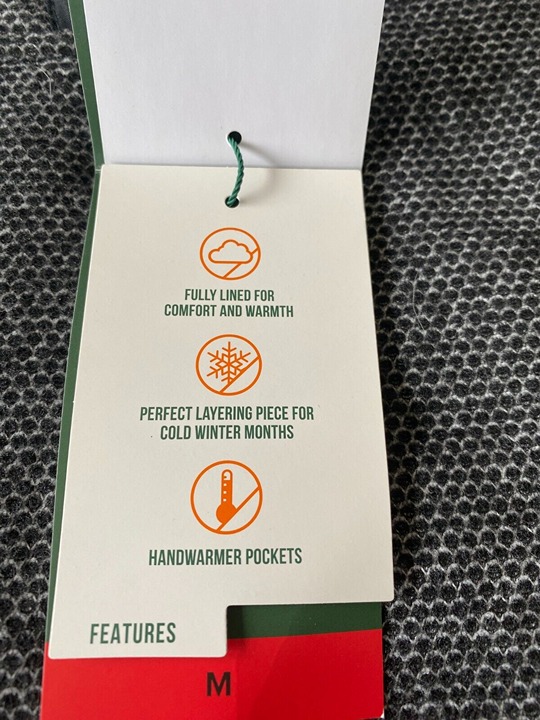 FULLY LINED FOR
COMFORT AND WARMTH
PERFECT LAYERING PIECE FOR
COLD WINTER MONTHS
HANDWARMER POCKETS
FEATURES
M